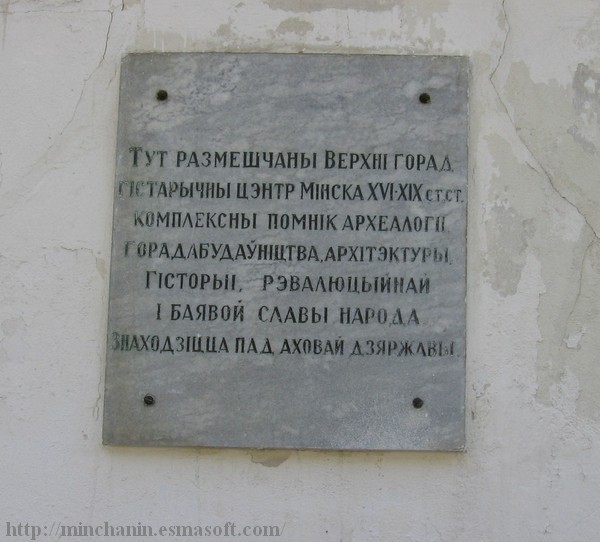 Тут размешчаны Верхні горад,
гістарычны цэнтр Мінска XVI-XIX ст.ст.
комплексны помнік археалогіі,
горадабудаўніцтва, архітэктуры,
гісторыі, рэвалюцыйнай
і баявой славы народа
Знаходзіцца пад аховай дзяржавы.
http://minchanin.esmasoft.com/